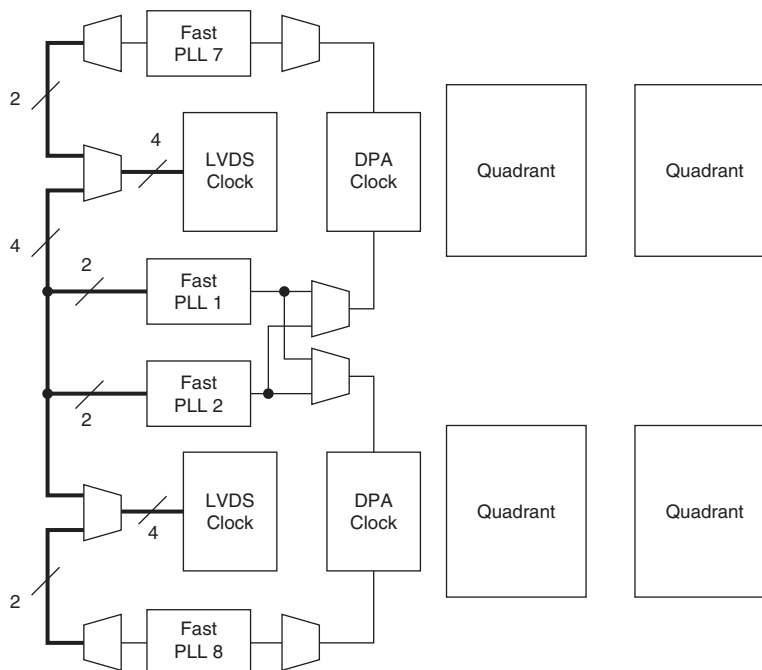 Fast
PLL 7
2
4
LVDS
Clock
DPA
Clock
Quadrant
Quadrant
4
2
Fast
PLL 1
Fast
PLL 2
2
LVDS
Clock
DPA
Clock
Quadrant
Quadrant
4
2
Fast
PLL 8